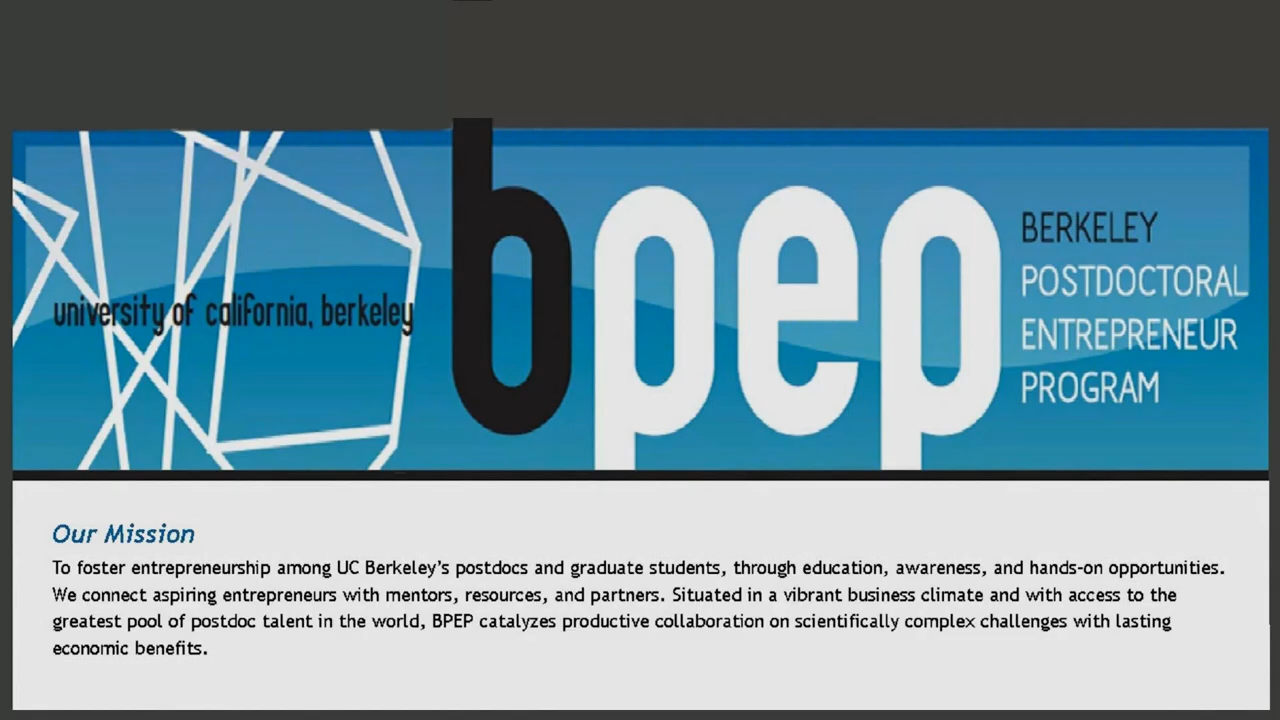 university of california, berkeley
bpep
BERKELEY
POSTDOCTORAL
ENTREPRENEUR
PROGRAM
Our Mission
To foster entrepreneurship among UC Berkeley's postdocs and graduate students, through education, awareness, and hands-on opportunities.
We connect aspiring entrepreneurs with mentors, resources, and partners. Situated in a vibrant business climate and with access to the
greatest pool of postdoc talent in the world, BPEP catalyzes productive collaboration on scientifically complex challenges with lasting
economic benefits.